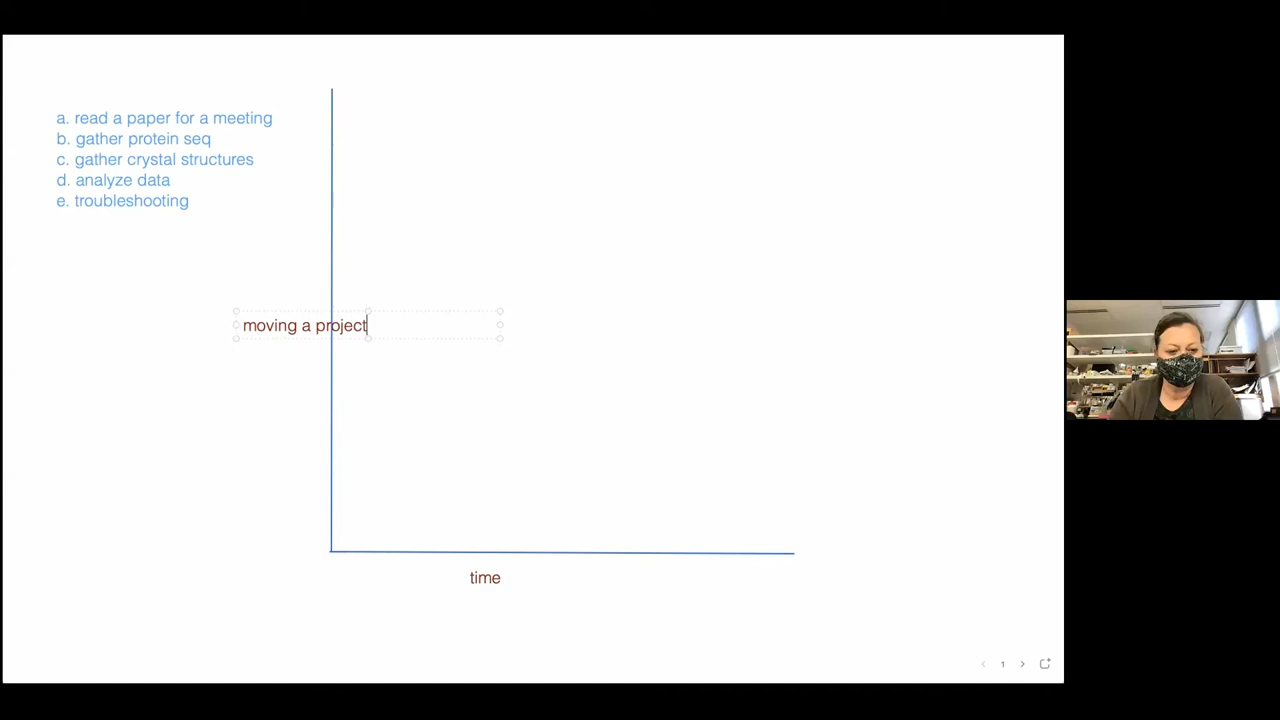 a. read a paper for a meeting
b. gather protein seq
c. gather crystal structures
d. analyze data
e. troubleshooting
moving a project
time
1